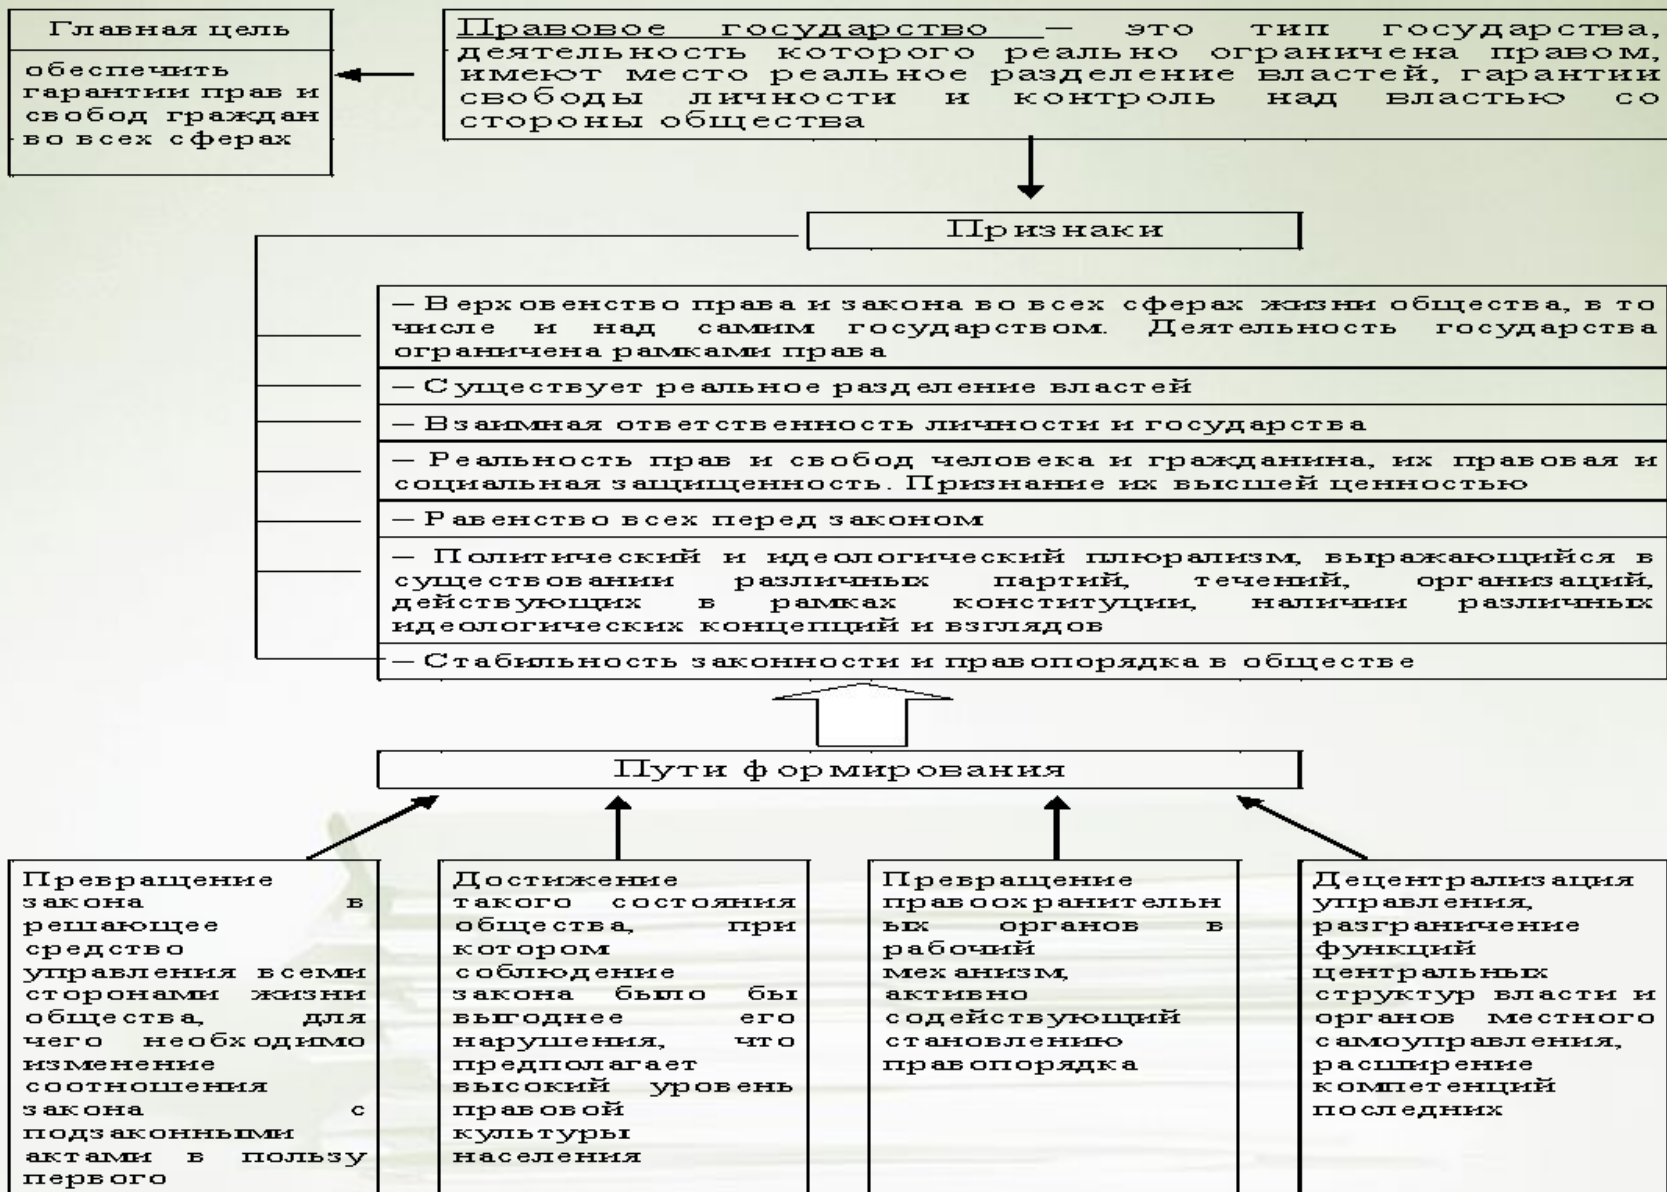 Главная цель
обеспечить
гарантии прав и
свобод граждан
во всех сферах
Правовое государство – это тип государства,
деятельность которого реально ограничена правом,
имеют место реальное разделение властей, гарантии
свободы личности и контроль над властью со
стороны общества
Признаки
– Верховенство права и закона во всех сферах жизни общества, в то
числе и над самим государством. Деятельность государства
ограничена рамками права
– Существует реальное разделение властей
– Взаимная ответственность личности и государства
– Реальность прав и свобод человека и гражданина, их правовая и
социальная защищенность. Признание их высшей ценностью
– Равенство всех перед законом
– Политический и идеологический плюрализм, выражающийся в
существовании различных партий, течений, организаций,
действующих в рамках конституции, наличии различных
идеологических концепций и взглядов
– Стабильность законности и правопорядка в обществе
Пути формирования
Превращение
закона в
решающее
средство
управления всеми
сторонами жизни
общества, для
чего необходимо
изменение
соотношения
закона с
подзаконными
актами в пользу
первого
Достижение
такого состояния
общества, при
котором
соблюдение
закона было бы
выгоднее его
нарушения, что
предполагает
высокий уровень
правовой
культуры
населения
Превращение
правоохранительн
ых органов в
рабочий
механизм,
активно
содействующий
становлению
правопорядка
Децентрализация
управления,
разграничение
функций
центральных
структур власти и
органов местного
самоуправления,
расширение
компетенций
последних